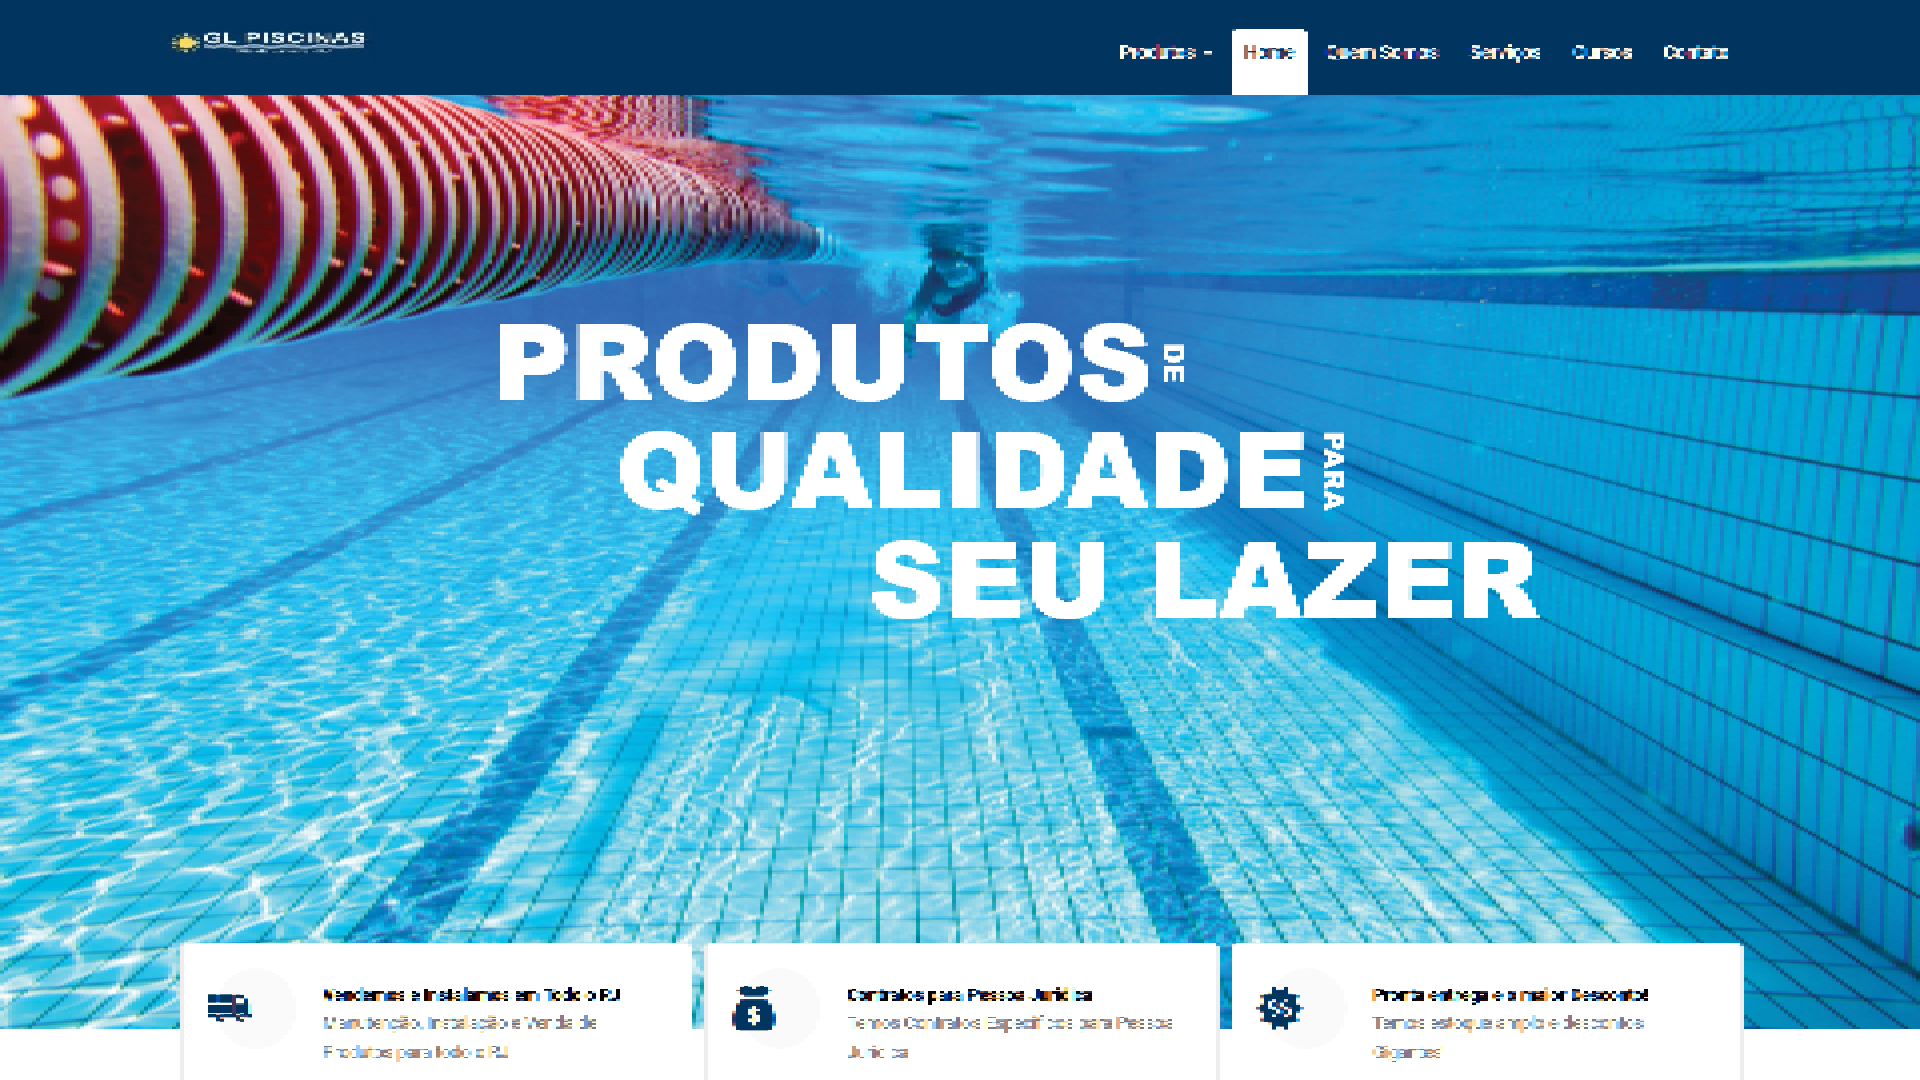 GL PISCINAS
Produtos
Home
Quem Somos
Serviços
Cursos
Contato
PRODUTOS DE
QUALIDADE PARA
SEU LAZER
Vendemos e Instalamos em Todo o RJ
Manutenção, Instalação e Venda de
Produtos para todo o RJ
Contratos para Pessoa Jurídica
Temos Contratos Específicos para Pessoa
Jurídica
Pronta entrega e o maior Desconto!
Temos estoque amplo e descontos
Gigantes